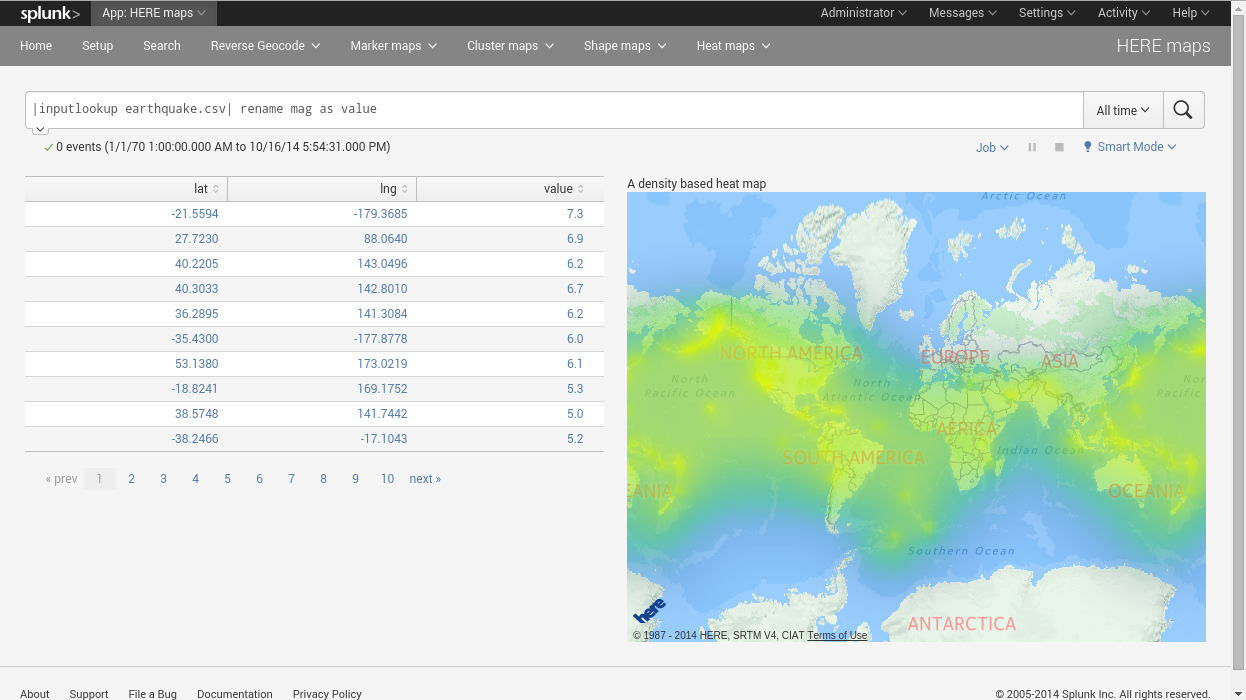 splunk> App: HERE maps Administrator Messages Settings Activity Help
Home Setup Search Reverse Geocode Marker maps Cluster maps Shape maps Heat maps HERE maps
|inputlookup earthquake.csv| rename mag as value All time
0 events (1/1/70 1:00:00.000 AM to 10/16/14 5:54:31.000 PM) Job Smart Mode
lat lng value
-21.5594 -179.3685 7.3
27.7230 88.0640 6.9
40.2205 143.0496 6.2
40.3033 142.8010 6.7
36.2895 141.3084 6.2
-35.4300 -177.8778 6.0
53.1380 173.0219 6.1
-18.8241 169.1752 5.3
38.5748 141.7442 5.0
-38.2466 -17.1043 5.2
« prev 1 2 3 4 5 6 7 8 9 10 next »
A density based heat map
Arctic Ocean
NORTH AMERICA EUROPE ASIA
North North Nor
Pacific Ocean Atlantic Ocean Pacific
AFRICA
SOUTH AMERICA Indian Ocean
EANIA OCEANIA
Southern Ocean
here
ANTARCTICA
© 1987 - 2014 HERE, SRTM V4, CIAT Terms of Use
About Support File a Bug Documentation Privacy Policy © 2005-2014 Splunk Inc. All rights reserved.